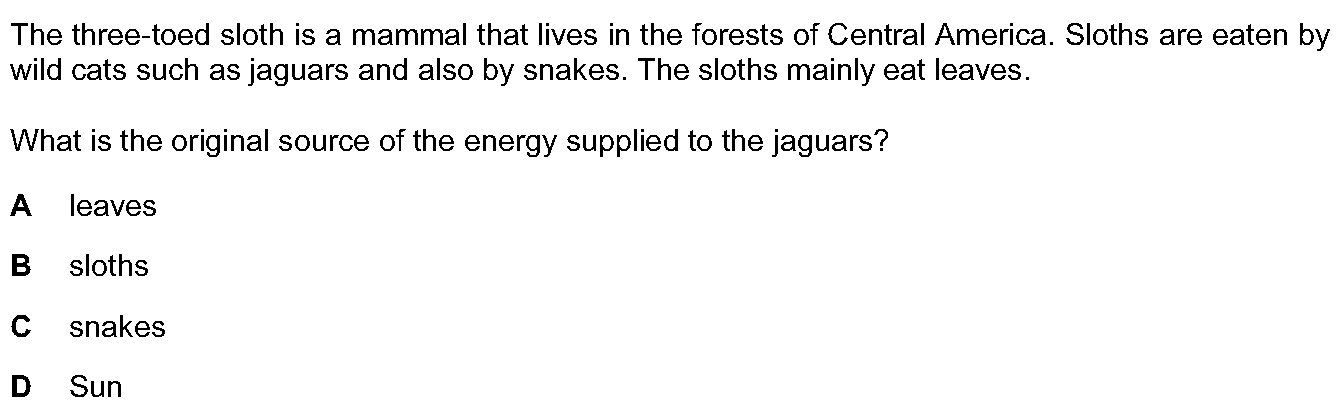 The three-toed sloth is a mammal that lives in the forests of Central America. Sloths are eaten by
wild cats such as jaguars and also by snakes. The sloths mainly eat leaves.
What is the original source of the energy supplied to the jaguars?
A leaves
B sloths
C snakes
D Sun